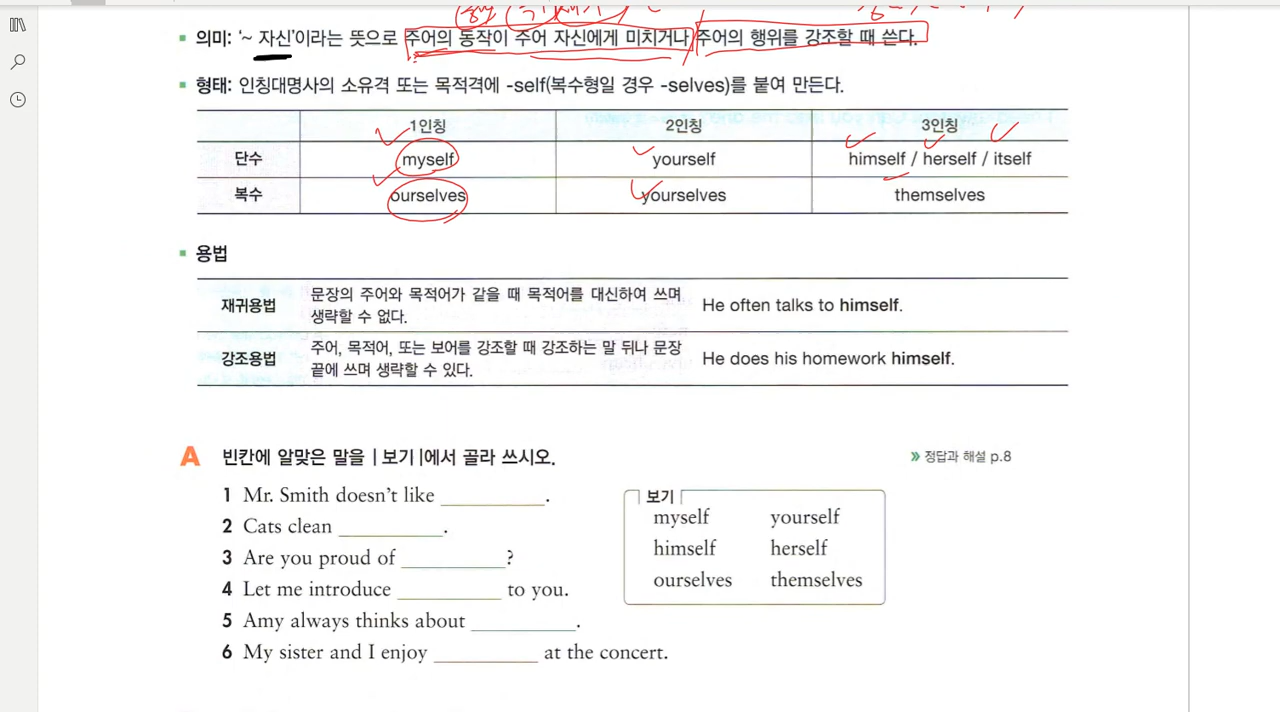 의미: '~ 자신'이라는 뜻으로 주어의 동작이 주어 자신에게 미치거나 주어의 행위를 강조할 때 쓴다.
형태: 인칭대명사의 소유격 또는 목적격에 -self(복수형일 경우 -selves)를 붙여 만든다.
1인칭 2인칭 3인칭
단수 myself yourself himself / herself / itself
복수 ourselves yourselves themselves
용법
재귀용법 문장의 주어와 목적어가 같을 때 목적어를 대신하여 쓰며 생략할 수 없다. He often talks to himself.
강조용법 주어, 목적어, 또는 보어를 강조할 때 강조하는 말 뒤나 문장 끝에 쓰며 생략할 수 있다. He does his homework himself.
A 빈칸에 알맞은 말을 | 보기 |에서 골라 쓰시오.
» 정답과 해설 p.8
1 Mr. Smith doesn't like __________.
2 Cats clean __________.
3 Are you proud of __________?
4 Let me introduce __________ to you.
5 Amy always thinks about __________.
6 My sister and I enjoy __________ at the concert.
보기
myself yourself
himself herself
ourselves themselves